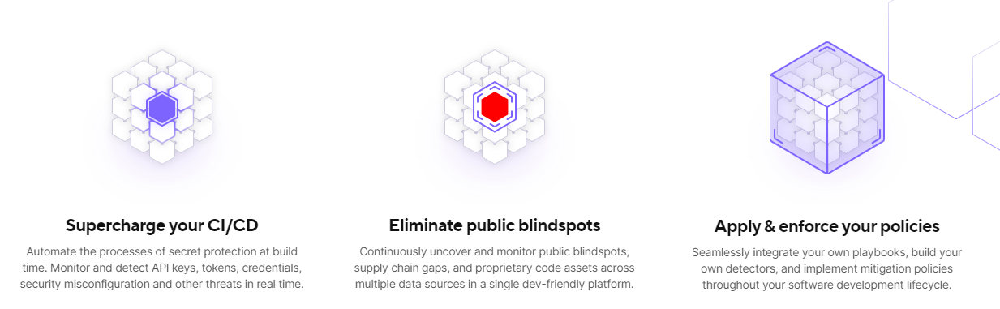 Supercharge your CI/CD
Automate the processes of secret protection at build
time. Monitor and detect API keys, tokens, credentials,
security misconfiguration and other threats in real time.
Eliminate public blindspots
Continuously uncover and monitor public blindspots,
supply chain gaps, and proprietary code assets across
multiple data sources in a single dev-friendly platform.
Apply & enforce your policies
Seamlessly integrate your own playbooks, build your
own detectors, and implement mitigation policies
throughout your software development lifecycle.